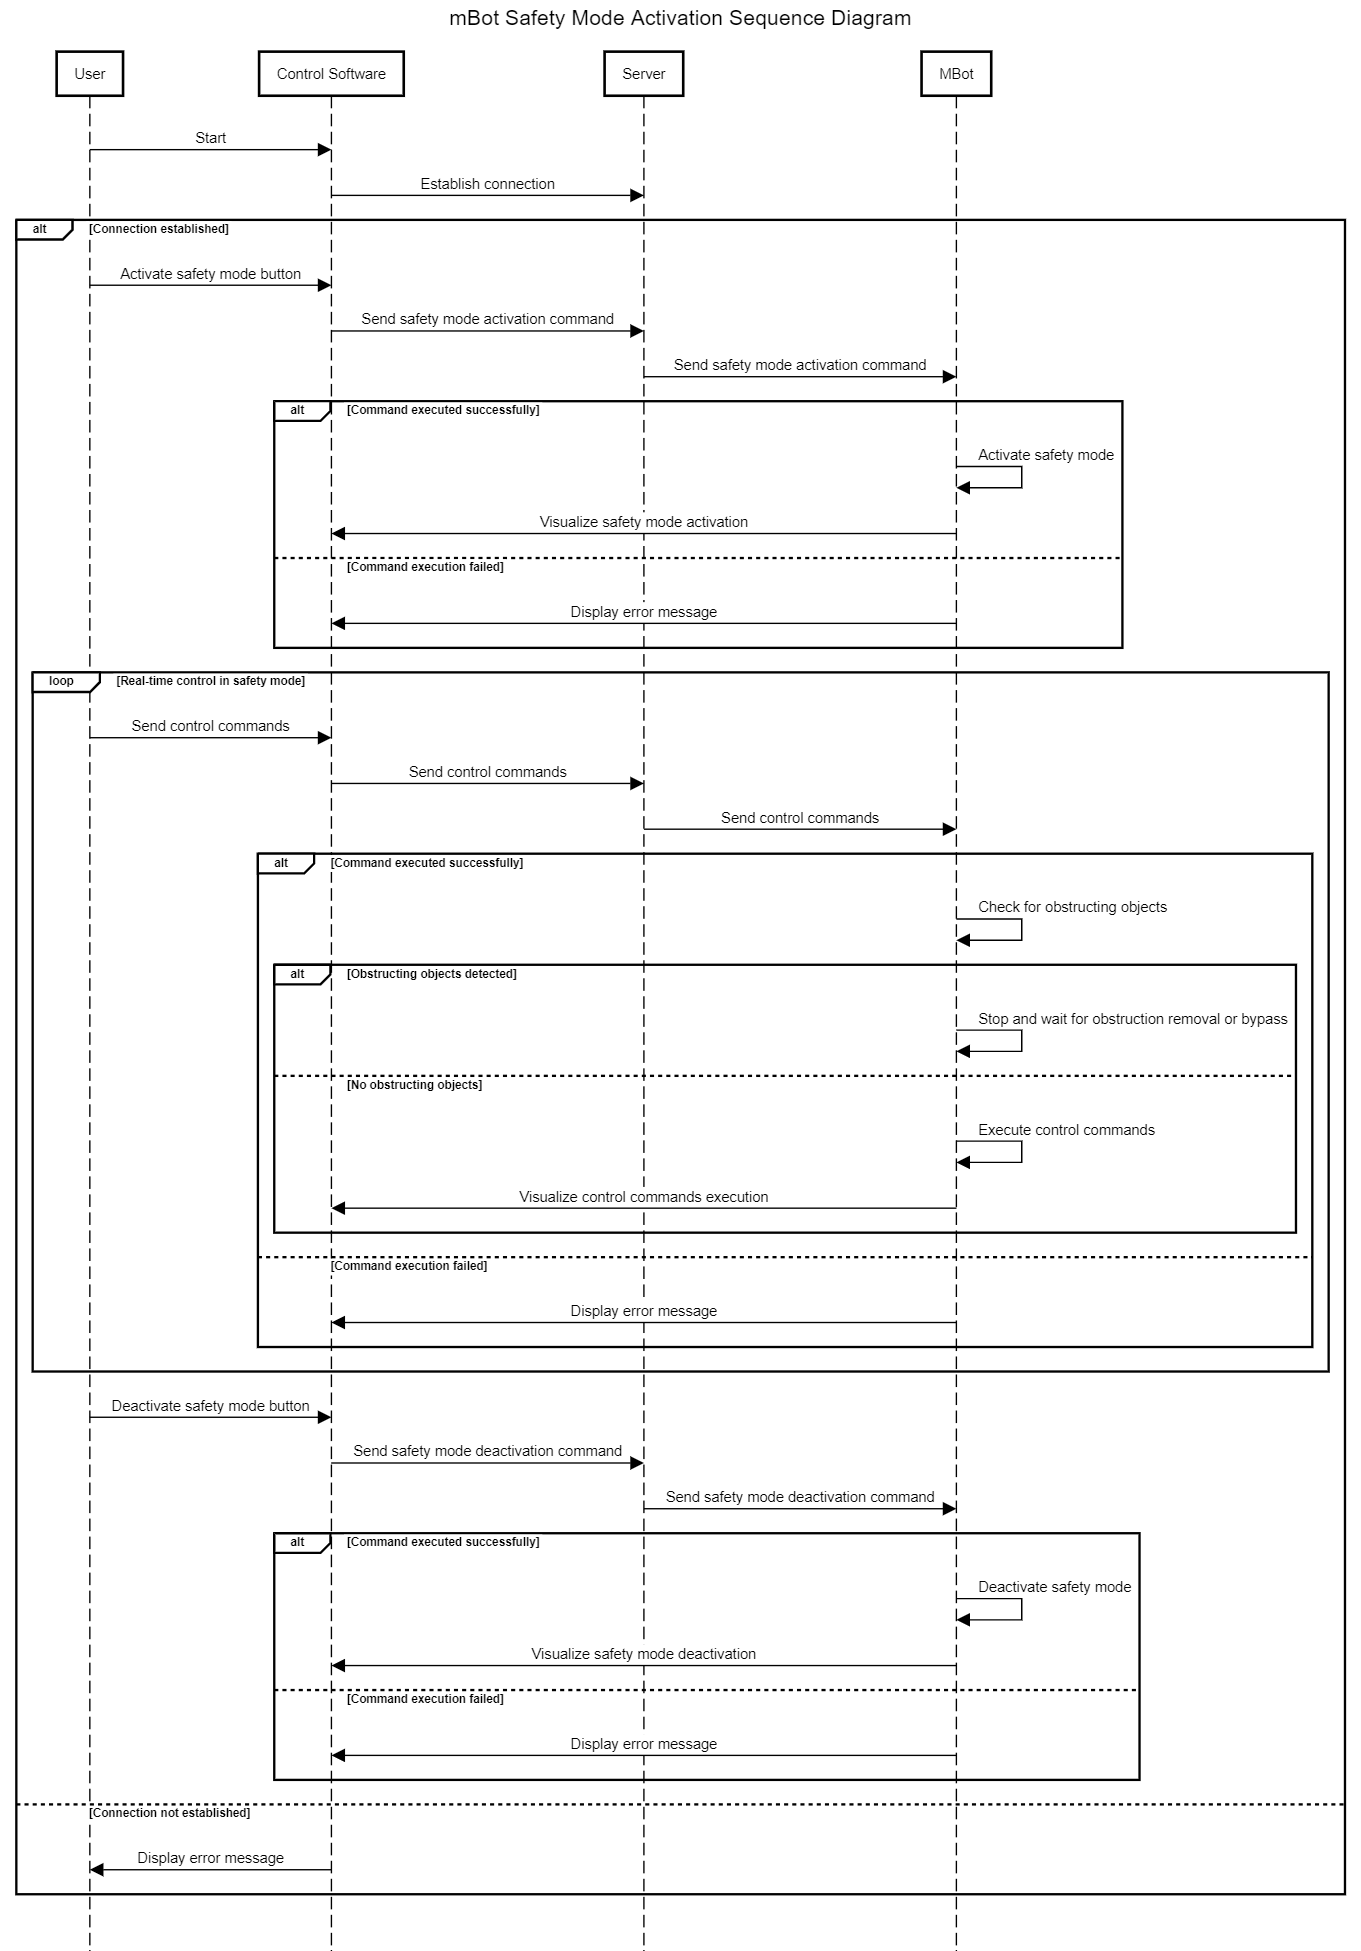 mBot Safety Mode Activation Sequence Diagram
User
Control Software
Server
MBot
Start
Establish connection
alt
[Connection established]
Activate safety mode button
Send safety mode activation command
Send safety mode activation command
alt
[Command executed successfully]
Activate safety mode
Visualize safety mode activation
[Command execution failed]
Display error message
loop
[Real-time control in safety mode]
Send control commands
Send control commands
Send control commands
alt
[Command executed successfully]
Check for obstructing objects
alt
[Obstructing objects detected]
Stop and wait for obstruction removal or bypass
[No obstructing objects]
Execute control commands
Visualize control commands execution
[Command execution failed]
Display error message
Deactivate safety mode button
Send safety mode deactivation command
Send safety mode deactivation command
alt
[Command executed successfully]
Deactivate safety mode
Visualize safety mode deactivation
[Command execution failed]
Display error message
[Connection not established]
Display error message